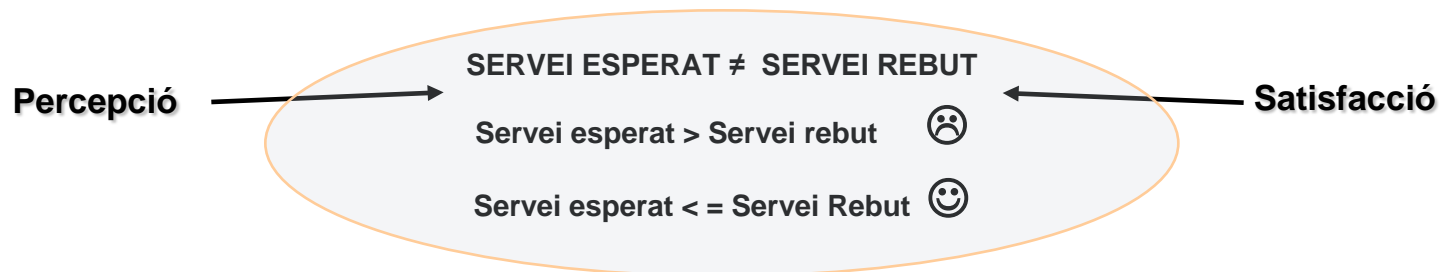 SERVEI ESPERAT ≠ SERVEI REBUT
Percepció
Satisfacció
Servei esperat > Servei rebut ☹
Servei esperat < = Servei Rebut ☺